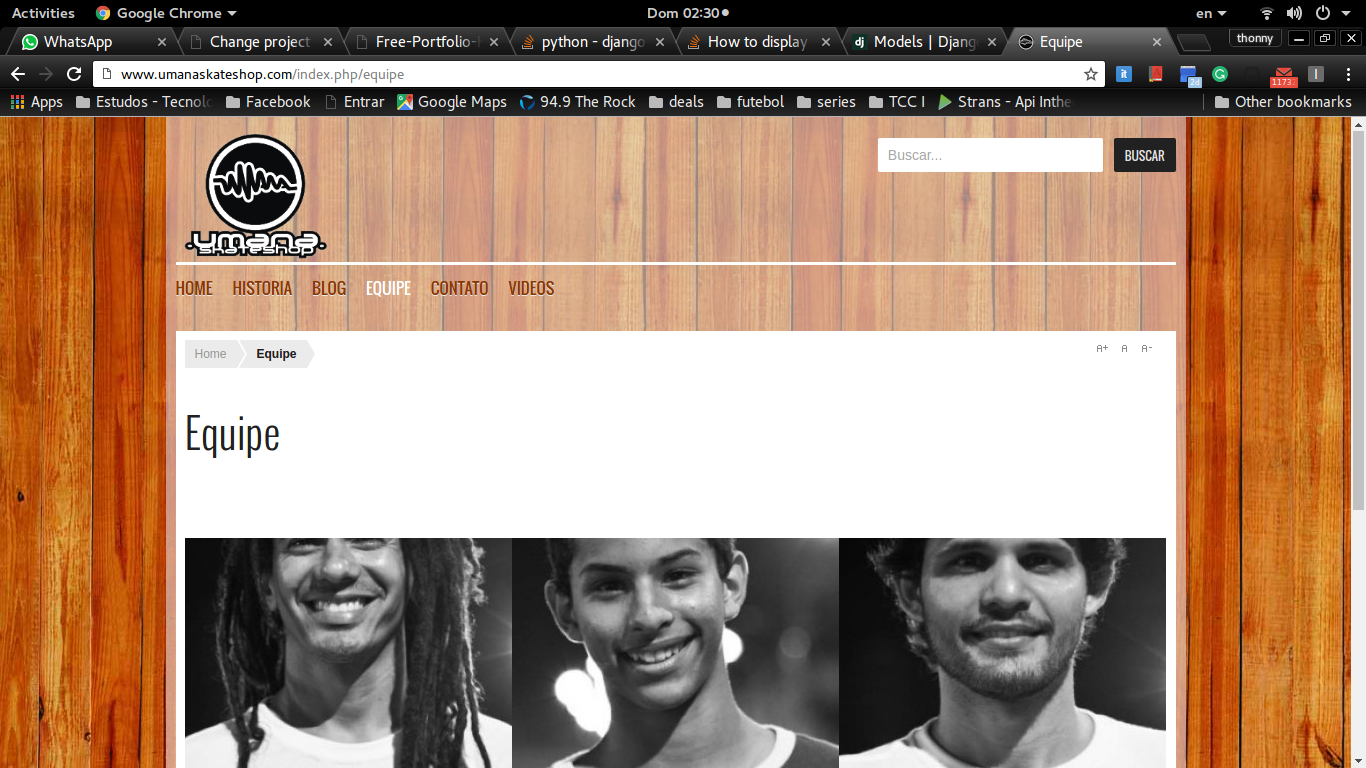 Activities Google Chrome Dom 02:30 en
WhatsApp Change project Free-Portfolio- python - django How to display Models | Djang Equipe thonny
www.umanaskateshop.com/index.php/equipe
Apps Estudos - Tecnolo Facebook Entrar Google Maps 94.9 The Rock deals futebol series TCC I Strans - Api Inthe Other bookmarks
umana
skateshop
Buscar... BUSCAR
HOME HISTORIA BLOG EQUIPE CONTATO VIDEOS
Home Equipe A+ A A-
Equipe